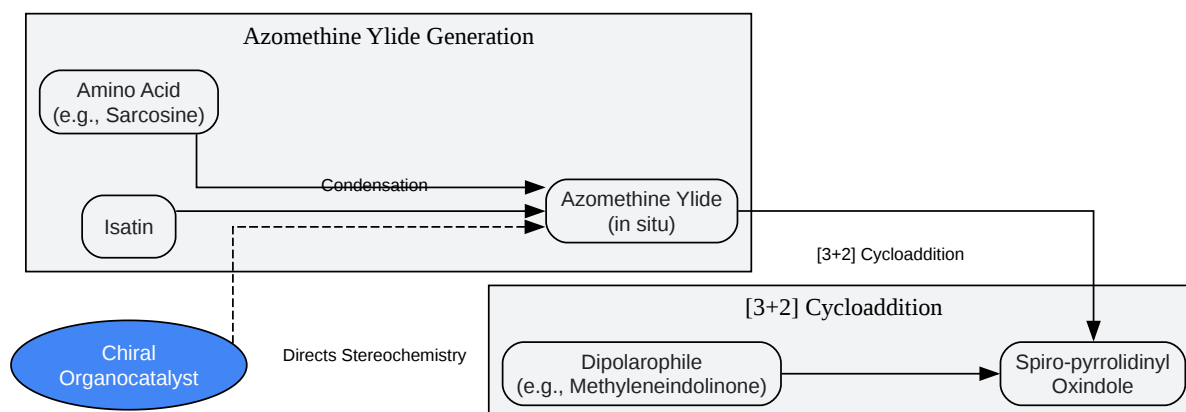 Azomethine Ylide Generation
Amino Acid
(e.g., Sarcosine)
Condensation
Isatin
Azomethine Ylide
(in situ)
[3+2] Cycloaddition
[3+2] Cycloaddition
Chiral
Organocatalyst
Directs Stereochemistry
Dipolarophile
(e.g., Methyleneindolinone)
Spiro-pyrrolidinyl
Oxindole